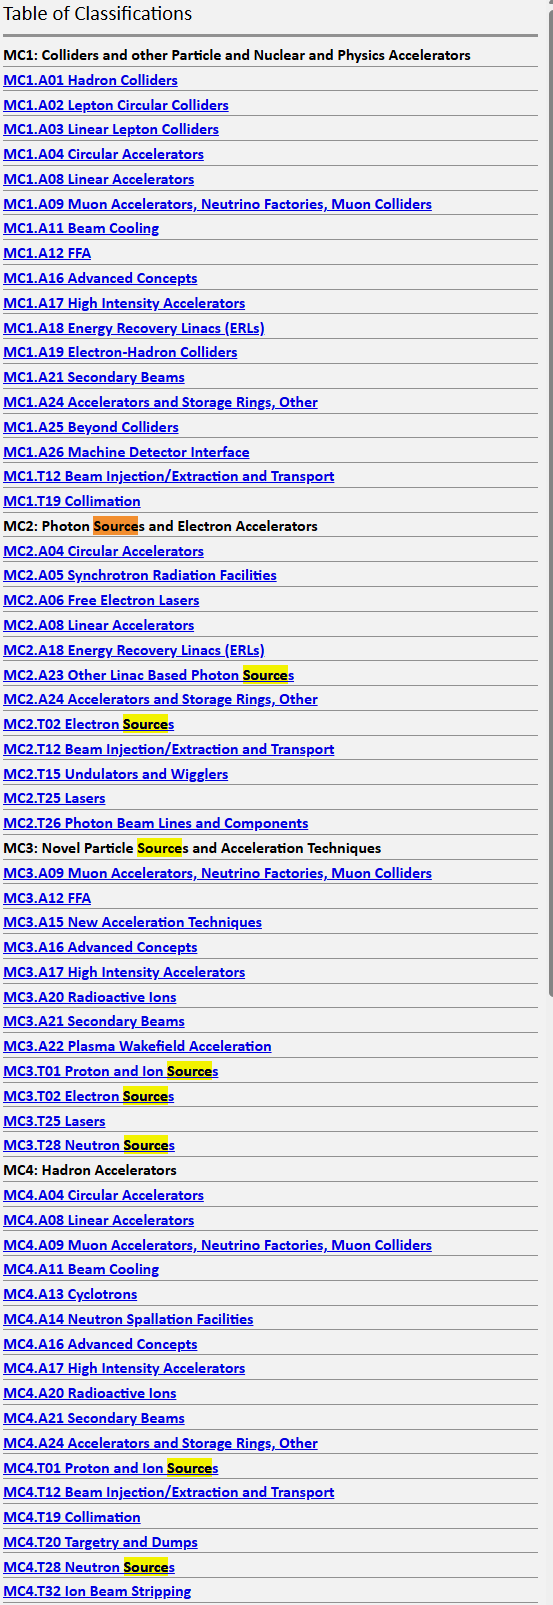 Table of Classifications
MC1: Colliders and other Particle and Nuclear and Physics Accelerators
MC1.A01 Hadron Colliders
MC1.A02 Lepton Circular Colliders
MC1.A03 Linear Lepton Colliders
MC1.A04 Circular Accelerators
MC1.A08 Linear Accelerators
MC1.A09 Muon Accelerators, Neutrino Factories, Muon Colliders
MC1.A11 Beam Cooling
MC1.A12 FFA
MC1.A16 Advanced Concepts
MC1.A17 High Intensity Accelerators
MC1.A18 Energy Recovery Linacs (ERLs)
MC1.A19 Electron-Hadron Colliders
MC1.A21 Secondary Beams
MC1.A24 Accelerators and Storage Rings, Other
MC1.A25 Beyond Colliders
MC1.A26 Machine Detector Interface
MC1.T12 Beam Injection/Extraction and Transport
MC1.T19 Collimation
MC2: Photon Sources and Electron Accelerators
MC2.A04 Circular Accelerators
MC2.A05 Synchrotron Radiation Facilities
MC2.A06 Free Electron Lasers
MC2.A08 Linear Accelerators
MC2.A18 Energy Recovery Linacs (ERLs)
MC2.A23 Other Linac Based Photon Sources
MC2.A24 Accelerators and Storage Rings, Other
MC2.T02 Electron Sources
MC2.T12 Beam Injection/Extraction and Transport
MC2.T15 Undulators and Wigglers
MC2.T25 Lasers
MC2.T26 Photon Beam Lines and Components
MC3: Novel Particle Sources and Acceleration Techniques
MC3.A09 Muon Accelerators, Neutrino Factories, Muon Colliders
MC3.A12 FFA
MC3.A15 New Acceleration Techniques
MC3.A16 Advanced Concepts
MC3.A17 High Intensity Accelerators
MC3.A20 Radioactive Ions
MC3.A21 Secondary Beams
MC3.A22 Plasma Wakefield Acceleration
MC3.T01 Proton and Ion Sources
MC3.T02 Electron Sources
MC3.T25 Lasers
MC3.T28 Neutron Sources
MC4: Hadron Accelerators
MC4.A04 Circular Accelerators
MC4.A08 Linear Accelerators
MC4.A09 Muon Accelerators, Neutrino Factories, Muon Colliders
MC4.A11 Beam Cooling
MC4.A13 Cyclotrons
MC4.A14 Neutron Spallation Facilities
MC4.A16 Advanced Concepts
MC4.A17 High Intensity Accelerators
MC4.A20 Radioactive Ions
MC4.A21 Secondary Beams
MC4.A24 Accelerators and Storage Rings, Other
MC4.T01 Proton and Ion Sources
MC4.T12 Beam Injection/Extraction and Transport
MC4.T19 Collimation
MC4.T20 Targetry and Dumps
MC4.T28 Neutron Sources
MC4.T32 Ion Beam Stripping